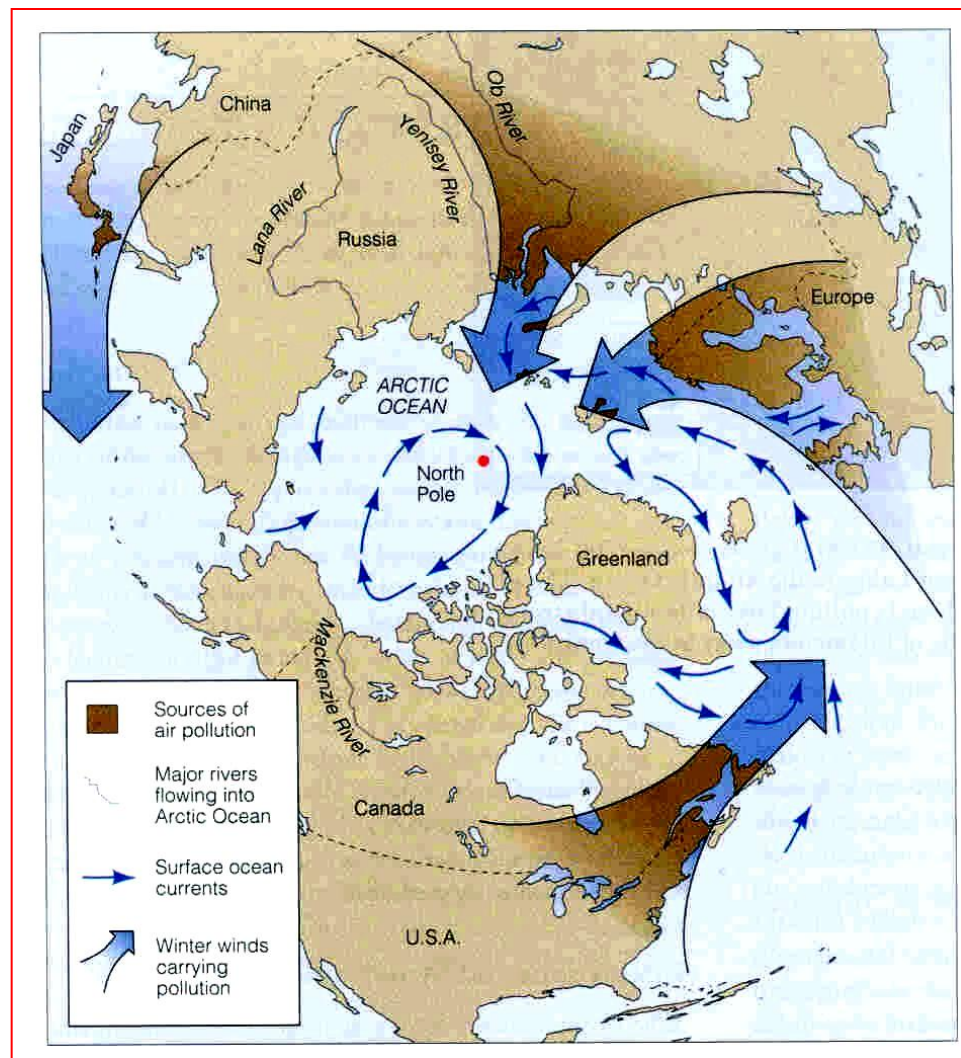 China
Ob River
Japan
Yenisey River
Lana River
Russia
Europe
ARCTIC
OCEAN
North
Pole
Greenland
Mackenzie River
Canada
U.S.A.
Sources of
air pollution
Major rivers
flowing into
Arctic Ocean
Surface ocean
currents
Winter winds
carrying
pollution